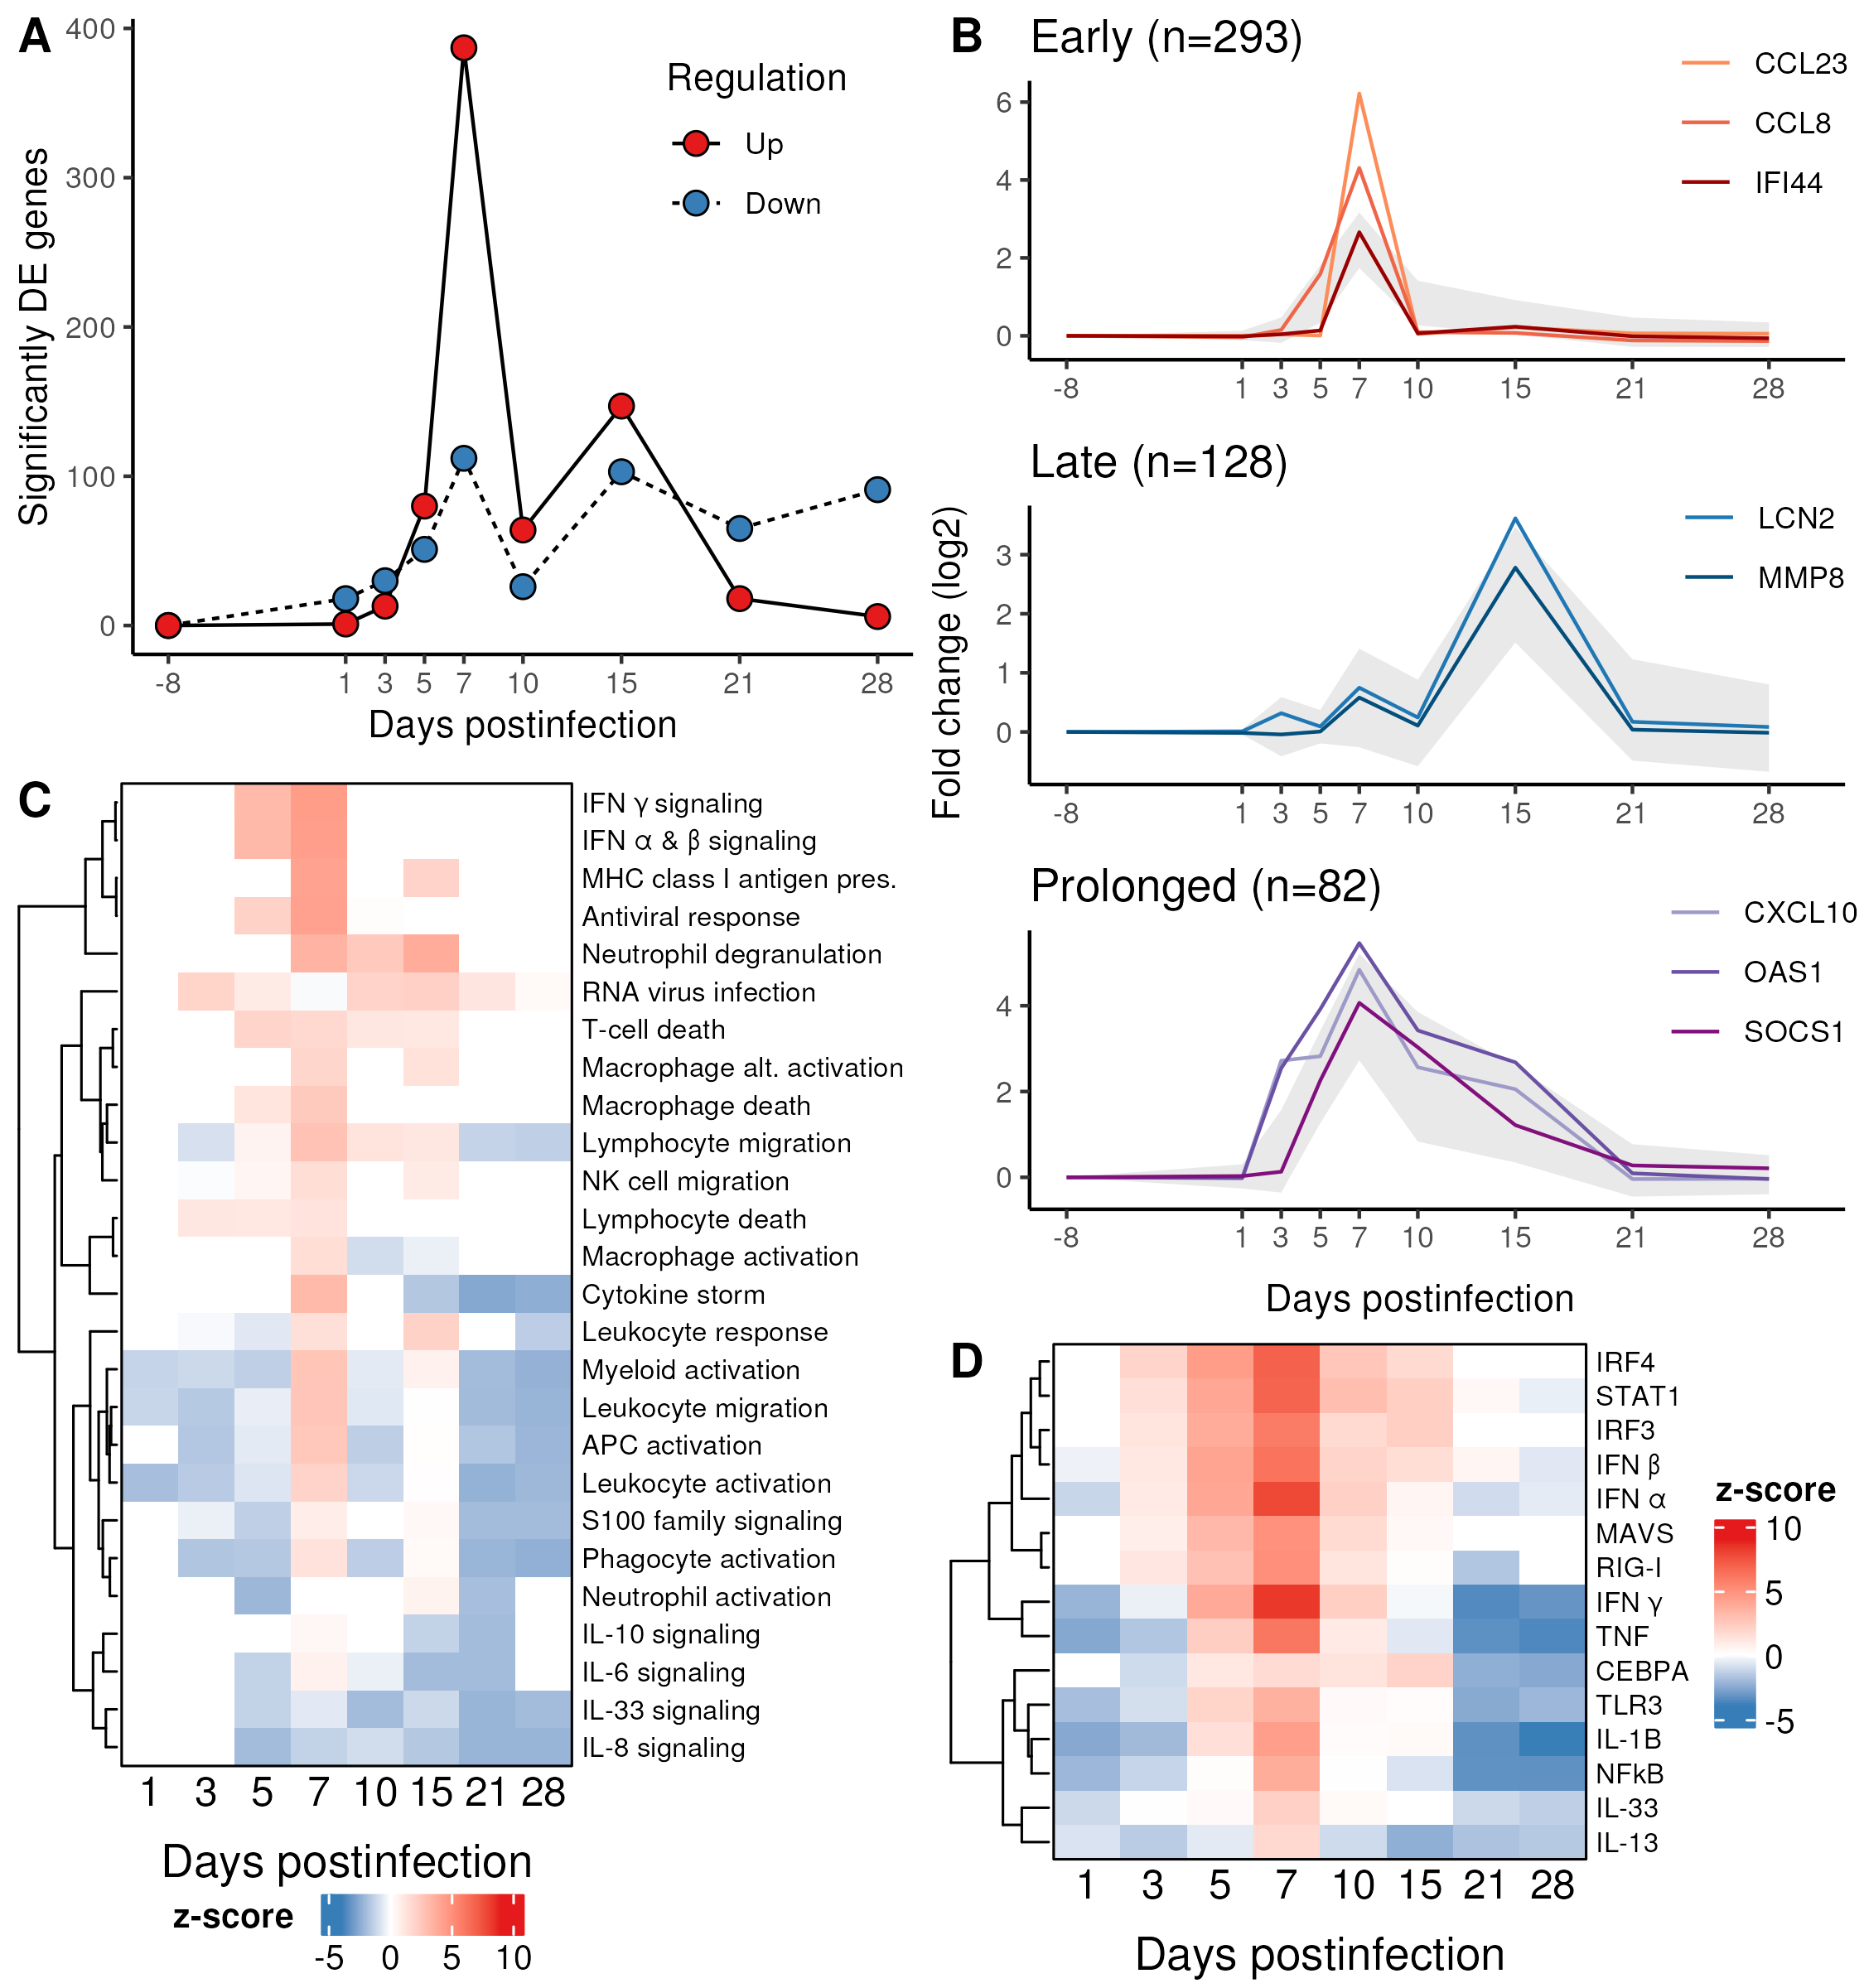 A
400
300
200
100
0
Significantly DE genes
Regulation
Up
Down
-8 1 3 5 7 10 15 21 28
Days postinfection
B
Early (n=293)
CCL23
CCL8
IFI44
6
4
2
0
-8 1 3 5 7 10 15 21 28
Late (n=128)
LCN2
MMP8
3
2
1
0
-8 1 3 5 7 10 15 21 28
Fold change (log2)
Prolonged (n=82)
CXCL10
OAS1
SOCS1
4
2
0
-8 1 3 5 7 10 15 21 28
Days postinfection
C
IFN γ signaling
IFN α & β signaling
MHC class I antigen pres.
Antiviral response
Neutrophil degranulation
RNA virus infection
T-cell death
Macrophage alt. activation
Macrophage death
Lymphocyte migration
NK cell migration
Lymphocyte death
Macrophage activation
Cytokine storm
Leukocyte response
Myeloid activation
Leukocyte migration
APC activation
Leukocyte activation
S100 family signaling
Phagocyte activation
Neutrophil activation
IL-10 signaling
IL-6 signaling
IL-33 signaling
IL-8 signaling
1 3 5 7 10 15 21 28
Days postinfection
z-score
-5 0 5 10
D
IRF4
STAT1
IRF3
IFN β
IFN α
MAVS
RIG-I
IFN γ
TNF
CEBPA
TLR3
IL-1B
NFkB
IL-33
IL-13
1 3 5 7 10 15 21 28
Days postinfection
z-score
10
5
0
-5